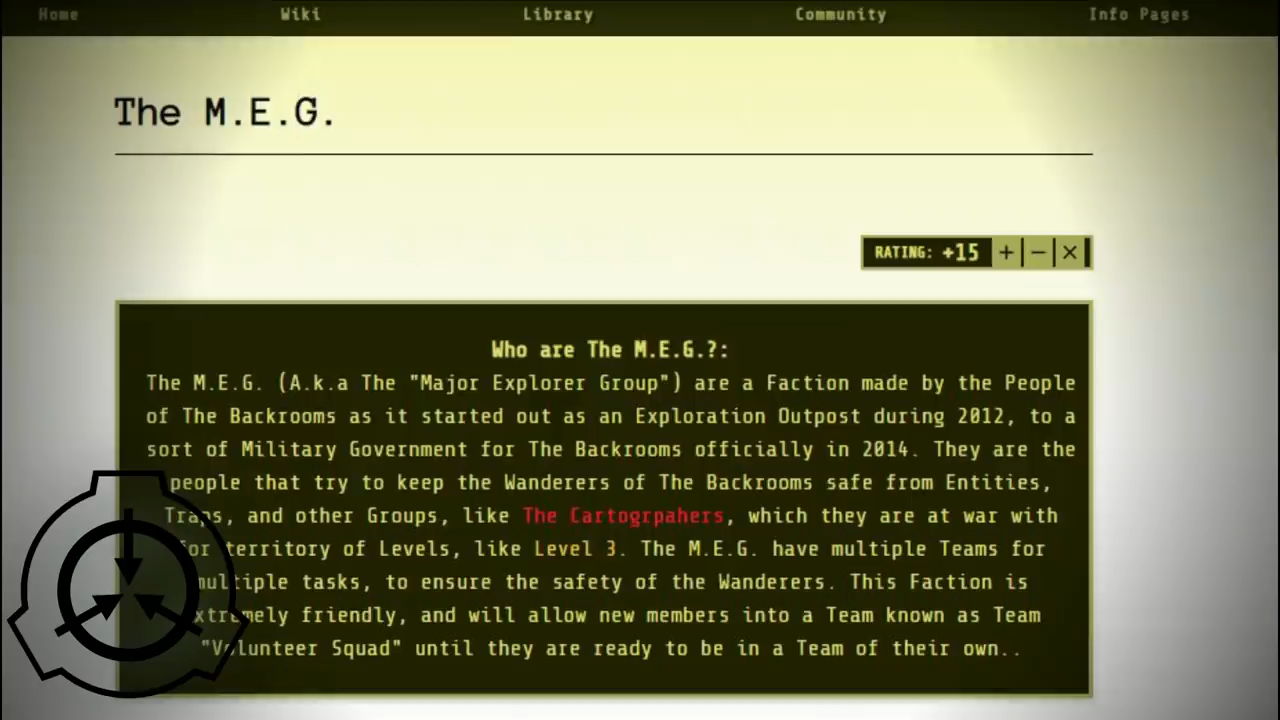 Home Wiki Library Community Info Pages
The M.E.G.
RATING: +15 + − ×
Who are The M.E.G.?:
The M.E.G. (A.k.a The "Major Explorer Group") are a Faction made by the People
of The Backrooms as it started out as an Exploration Outpost during 2012, to a
sort of Military Government for The Backrooms officially in 2014. They are the
people that try to keep the Wanderers of The Backrooms safe from Entities,
Traps, and other Groups, like The Cartogrpahers, which they are at war with
for territory of Levels, like Level 3. The M.E.G. have multiple Teams for
multiple tasks, to ensure the safety of the Wanderers. This Faction is
extremely friendly, and will allow new members into a Team known as Team
"Volunteer Squad" until they are ready to be in a Team of their own..